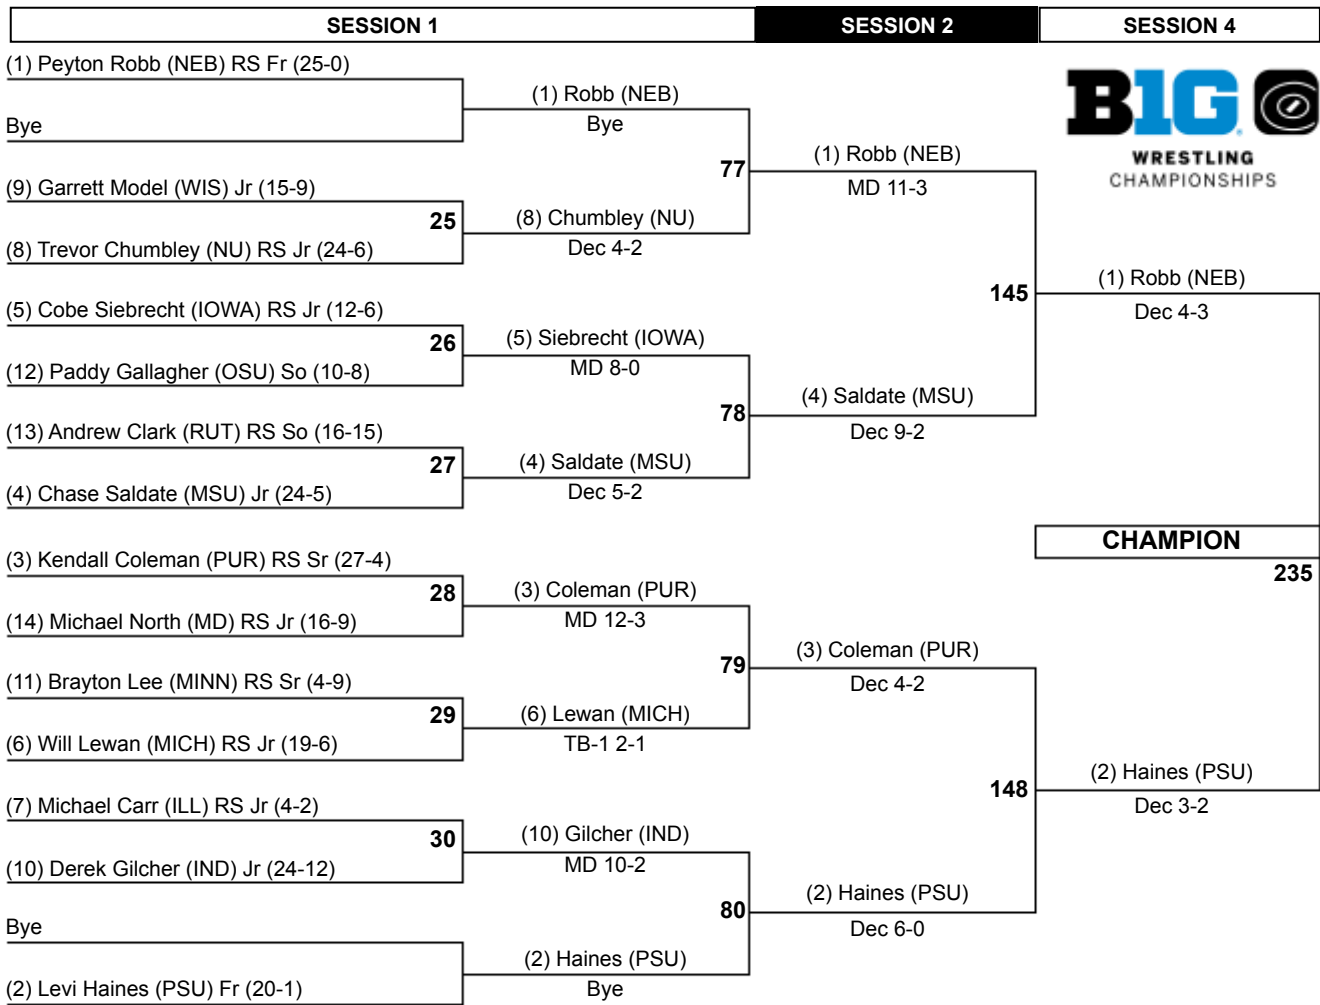 SESSION 1
SESSION 2
SESSION 4
(1) Peyton Robb (NEB) RS Fr (25-0)
Bye
(9) Garrett Model (WIS) Jr (15-9)
25
(8) Trevor Chumbley (NU) RS Jr (24-6)
(5) Cobe Siebrecht (IOWA) RS Jr (12-6)
26
(12) Paddy Gallagher (OSU) So (10-8)
(13) Andrew Clark (RUT) RS So (16-15)
27
(4) Chase Saldate (MSU) Jr (24-5)
(3) Kendall Coleman (PUR) RS Sr (27-4)
28
(14) Michael North (MD) RS Jr (16-9)
(11) Brayton Lee (MINN) RS Sr (4-9)
29
(6) Will Lewan (MICH) RS Jr (19-6)
(7) Michael Carr (ILL) RS Jr (4-2)
30
(10) Derek Gilcher (IND) Jr (24-12)
Bye
(2) Levi Haines (PSU) Fr (20-1)
(1) Robb (NEB)
Bye
77
(8) Chumbley (NU)
Dec 4-2
(5) Siebrecht (IOWA)
MD 8-0
78
(4) Saldate (MSU)
Dec 5-2
(3) Coleman (PUR)
MD 12-3
79
(6) Lewan (MICH)
TB-1 2-1
(10) Gilcher (IND)
MD 10-2
80
(2) Haines (PSU)
Bye
(1) Robb (NEB)
MD 11-3
145
(4) Saldate (MSU)
Dec 9-2
(3) Coleman (PUR)
Dec 4-2
148
(2) Haines (PSU)
Dec 6-0
B1G
WRESTLING
CHAMPIONSHIPS
(1) Robb (NEB)
Dec 4-3
CHAMPION
235
(2) Haines (PSU)
Dec 3-2